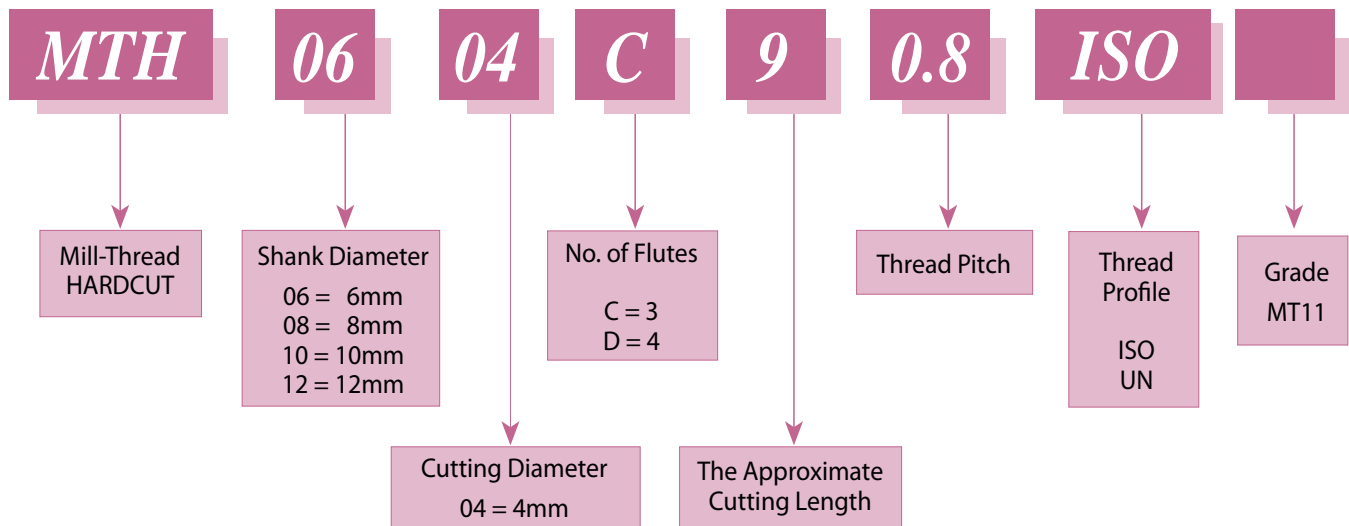 MTH 06 04 C 9 0.8 ISO
Mill-Thread
HARDCUT
Shank Diameter
06 = 6mm
08 = 8mm
10 = 10mm
12 = 12mm
Cutting Diameter
04 = 4mm
No. of Flutes
C = 3
D = 4
The Approximate
Cutting Length
Thread Pitch
Thread
Profile
ISO
UN
Grade
MT11